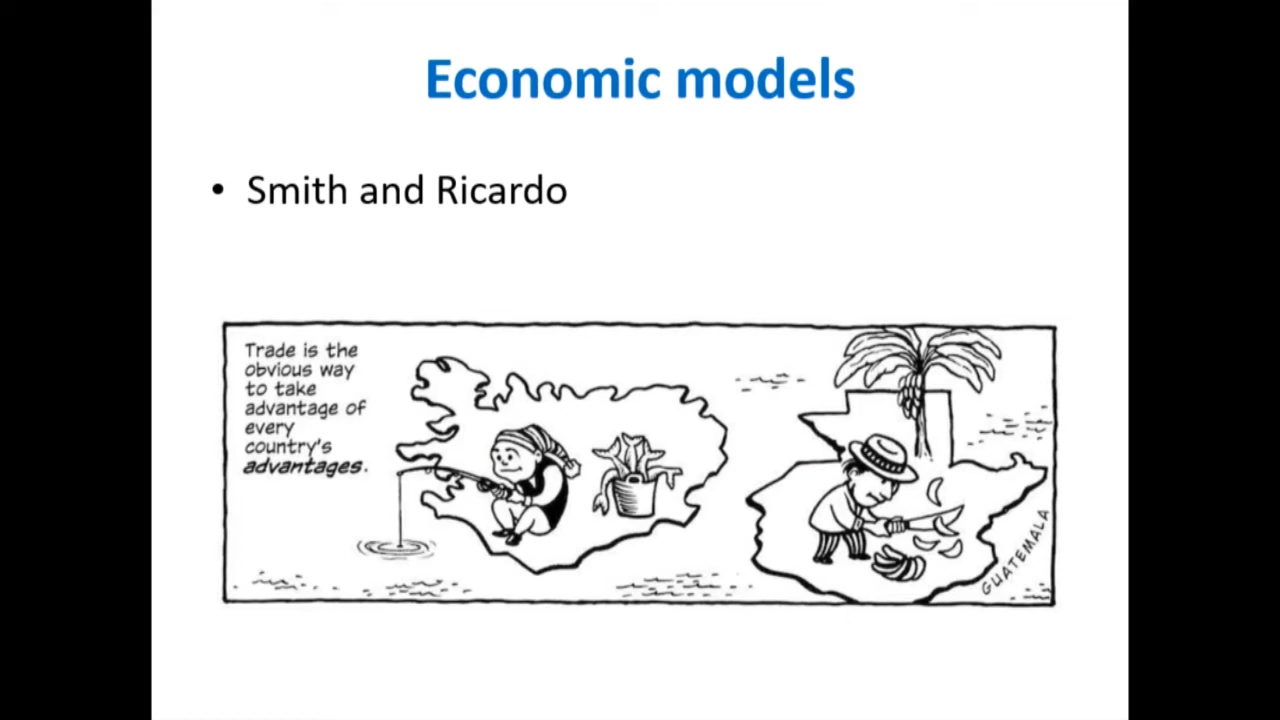 Economic models
• Smith and Ricardo
Trade is the
obvious way
to take
advantage of
every
country's
advantages.
GUATEMALA